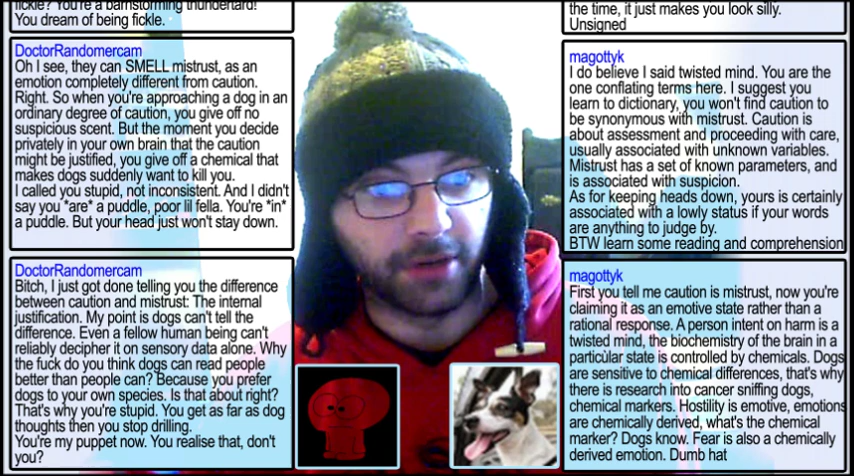 fickle? You're a barnstorming thundertard!
You dream of being fickle.
DoctorRandomercam
Oh I see, they can SMELL mistrust, as an
emotion completely different from caution.
Right. So when you're approaching a dog in an
ordinary degree of caution, you give off no
suspicious scent. But the moment you decide
privately in your own brain that the caution
might be justified, you give off a chemical that
makes dogs suddenly want to kill you.
I called you stupid, not inconsistent. And I didn't
say you *are* a puddle, poor lil fella. You're *in*
a puddle. But your head just won't stay down.
DoctorRandomercam
Bitch, I just got done telling you the difference
between caution and mistrust: The internal
justification. My point is dogs can't tell the
difference. Even a fellow human being can't
reliably decipher it on sensory data alone. Why
the fuck do you think dogs can read people
better than people can? Because you prefer
dogs to your own species. Is that about right?
That's why you're stupid. You get as far as dog
thoughts then you stop drilling.
You're my puppet now. You realise that, don't
you?
the time, it just makes you look silly.
Unsigned
magottyk
I do believe I said twisted mind. You are the
one conflating terms here. I suggest you
learn to dictionary, you won't find caution to
be synonymous with mistrust. Caution is
about assessment and proceeding with care,
usually associated with unknown variables.
Mistrust has a set of known parameters, and
is associated with suspicion.
As for keeping heads down, yours is certainly
associated with a lowly status if your words
are anything to judge by.
BTW learn some reading and comprehension
magottyk
First you tell me caution is mistrust, now you're
claiming it as an emotive state rather than a
rational response. A person intent on harm is a
twisted mind, the biochemistry of the brain in a
particular state is controlled by chemicals. Dogs
are sensitive to chemical differences, that's why
there is research into cancer sniffing dogs,
chemical markers. Hostility is emotive, emotions
are chemically derived, what's the chemical
marker? Dogs know. Fear is also a chemically
derived emotion. Dumb hat